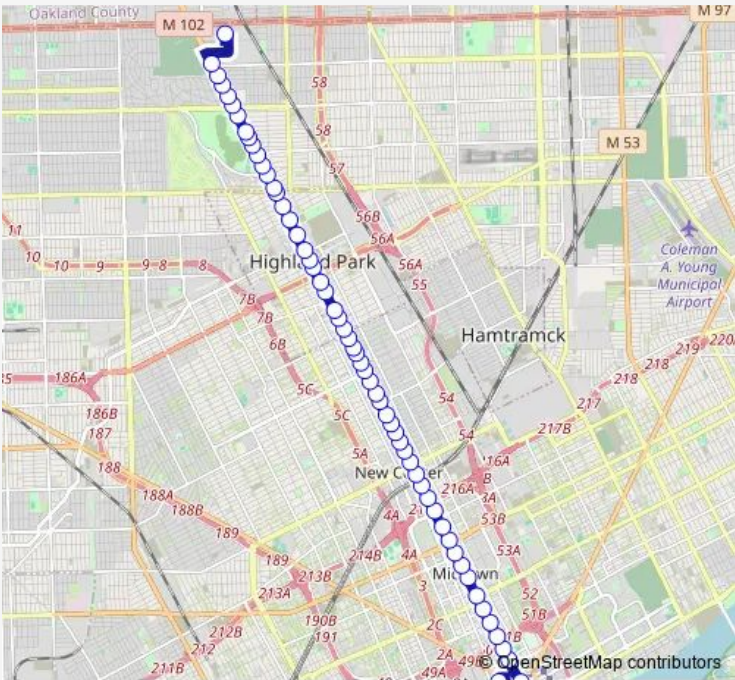 Oakland County
M 102
M 97
58
58
M 53
57
56B
11
56A
Coleman
A. Young
Municipal
Airport
10
10
9
9-8
8
Highland Park
56A
55
7B
7B
Hamtramck
6B
219
220
218
186A
5C
218
54
217
186B
5C
187
54
217B
5A
188
New Center
216A
188A
188B
4A
53B
189
214B
4A
53A
189
213B
Midtown
3
213A
52
190B
2C
51B
212B
191
212
2A
211B
49A
© OpenStreetMap contributors